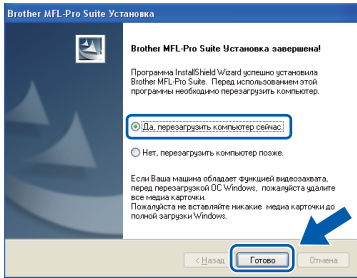 Brother MFL-Pro Suite Установка
Brother MFL-Pro Suite Установка завершена!
Программа InstallShield Wizard успешно установила
Brother MFL-Pro Suite. Перед использованием этой
программы необходимо перезагрузить компьютер.
Да, перезагрузить компьютер сейчас.
Нет, перезагрузить компьютер позже.
Если Ваша машина обладает функцией видеозахвата,
перед перезагрузкой ОС Windows, пожалуйста удалите
все медиа карточки.
Пожалуйста не вставляйте никакие медиа карточки до
полной загрузки Windows.
< Назад Готово Отмена